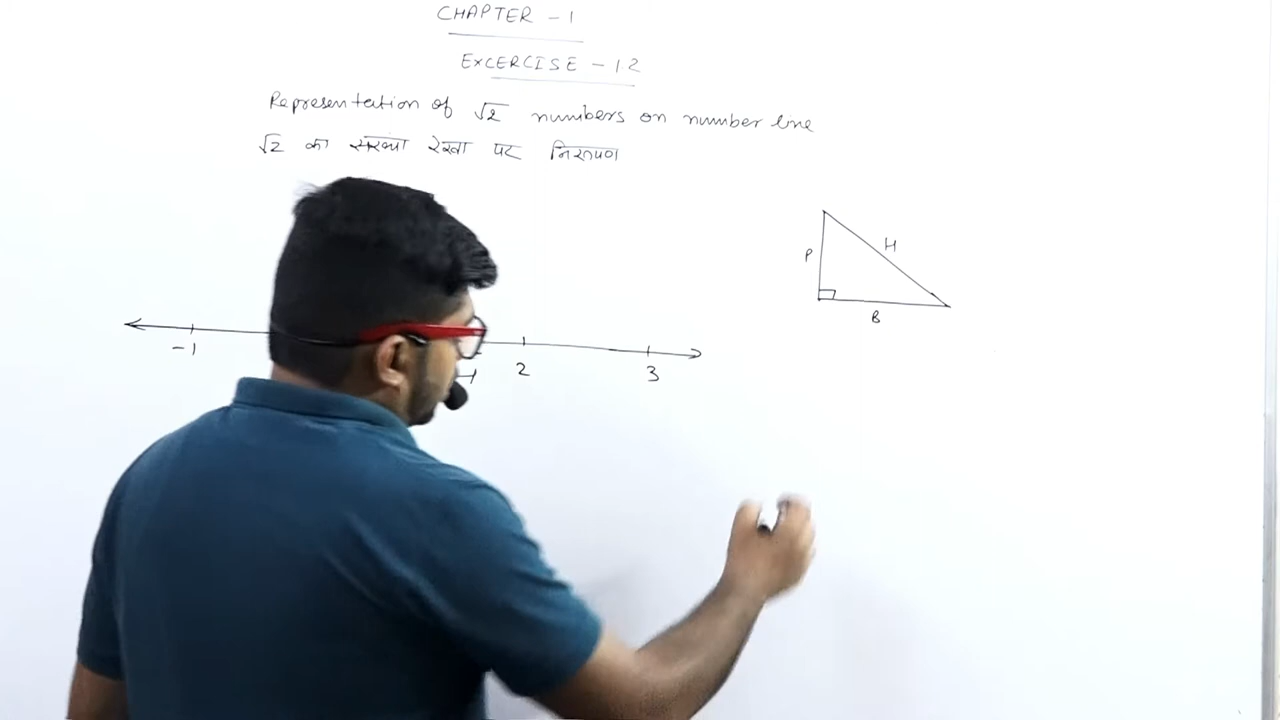 CHAPTER - 1
EXCERCISE - 12
Representation of √2 numbers on number line
√2 का संख्या रेखा पर निरूपण
P
H
B
-1
2
3